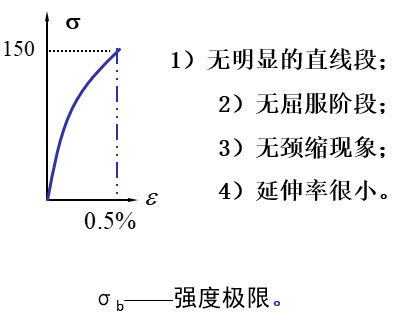 σ
150
1）无明显的直线段；
2）无屈服阶段；
3）无颈缩现象；
4）延伸率很小。
ε
0.5%
σb——强度极限。